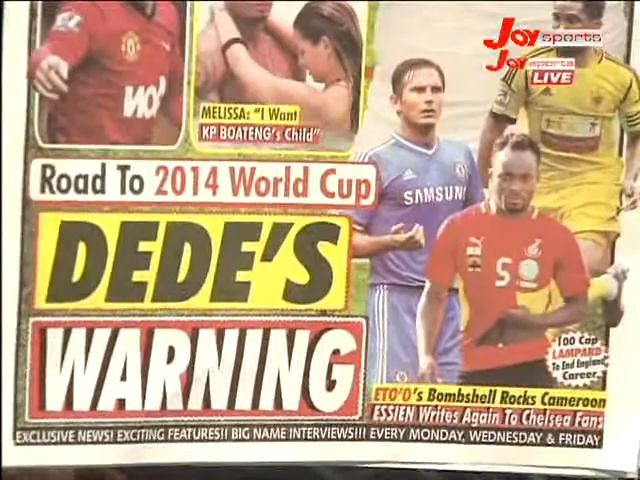 Joy sports
Joy sports
LIVE
AON
MELISSA: "I Want
KP BOATENG's Child"
SAMSUNG
5
Road To 2014 World Cup
DEDE'S
WARNING
100 Cap
LAMPARD
To End England
Career.
ETO'O's Bombshell Rocks Cameroon
ESSIEN Writes Again To Chelsea Fans
EXCLUSIVE NEWS! EXCITING FEATURES!! BIG NAME INTERVIEWS!!! EVERY MONDAY, WEDNESDAY & FRIDAY